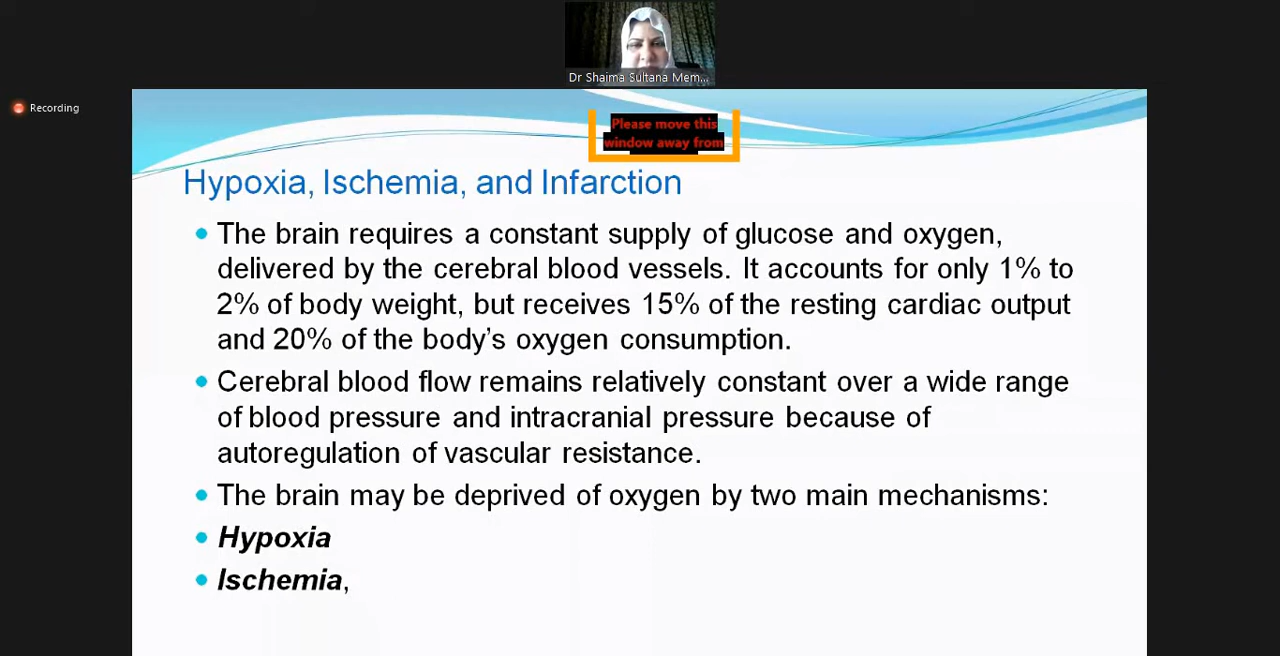 Dr Shaima Sultana Mem...
Recording
Please move this
window away from
Hypoxia, Ischemia, and Infarction
The brain requires a constant supply of glucose and oxygen,
delivered by the cerebral blood vessels. It accounts for only 1% to
2% of body weight, but receives 15% of the resting cardiac output
and 20% of the body’s oxygen consumption.
Cerebral blood flow remains relatively constant over a wide range
of blood pressure and intracranial pressure because of
autoregulation of vascular resistance.
The brain may be deprived of oxygen by two main mechanisms:
Hypoxia
Ischemia,